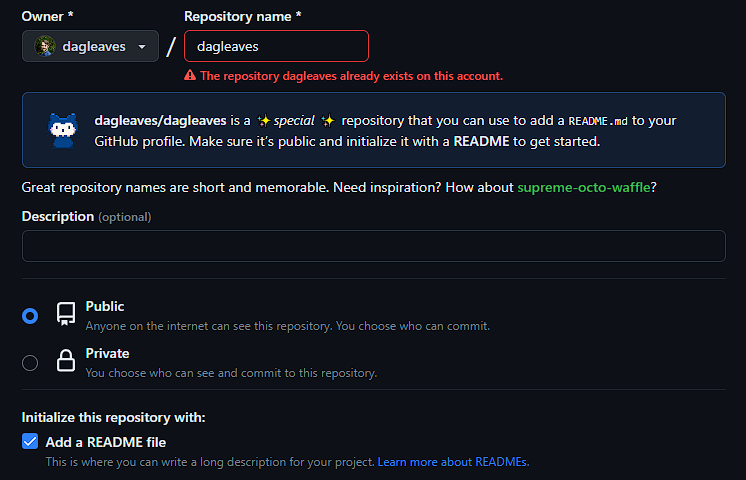 Owner * Repository name *
dagleaves / dagleaves
The repository dagleaves already exists on this account.
dagleaves/dagleaves is a ✨ special ✨ repository that you can use to add a README.md to your
GitHub profile. Make sure it’s public and initialize it with a README to get started.
Great repository names are short and memorable. Need inspiration? How about supreme-octo-waffle?
Description (optional)
Public
Anyone on the internet can see this repository. You choose who can commit.
Private
You choose who can see and commit to this repository.
Initialize this repository with:
Add a README file
This is where you can write a long description for your project. Learn more about READMEs.